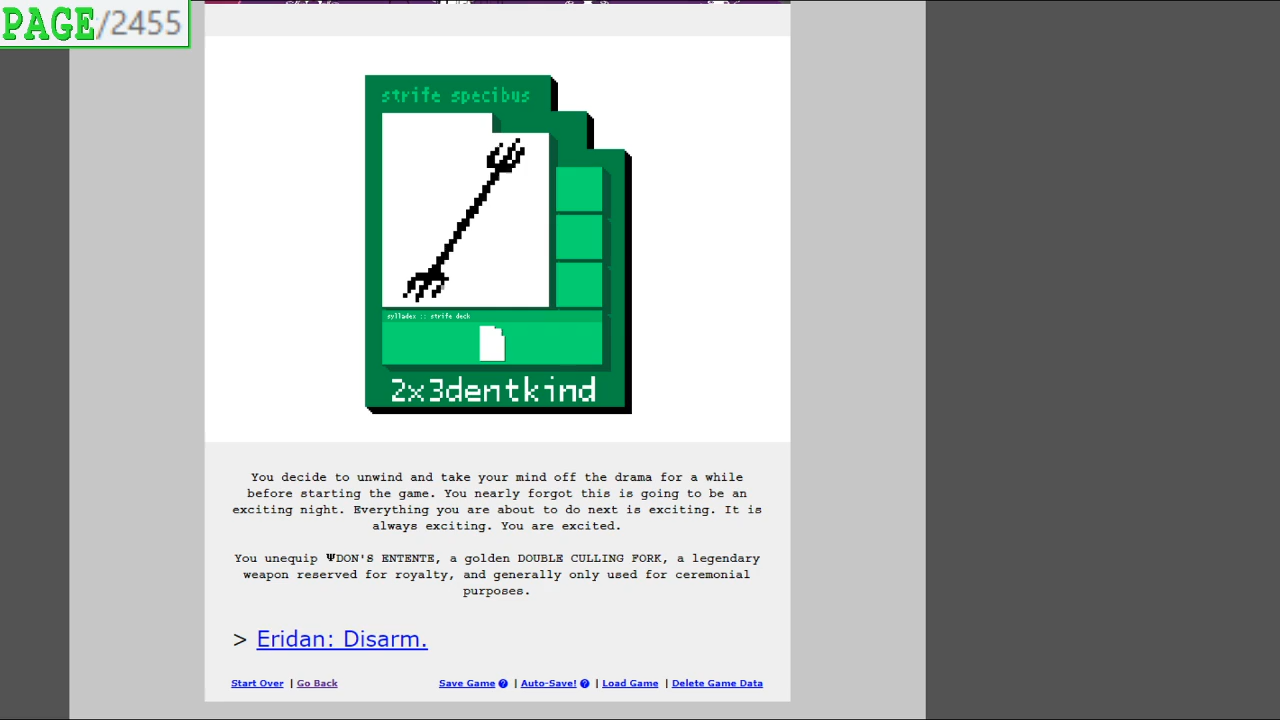 PAGE/2455
strife specibus
sylladex :: strife deck
2x3dentkind
You decide to unwind and take your mind off the drama for a while
before starting the game. You nearly forgot this is going to be an
exciting night. Everything you are about to do next is exciting. It is
always exciting. You are excited.
You unequip ΨDON'S ENTENTE, a golden DOUBLE CULLING FORK, a legendary
weapon reserved for royalty, and generally only used for ceremonial
purposes.
> Eridan: Disarm.
Start Over | Go Back Save Game ? | Auto-Save! ? | Load Game | Delete Game Data